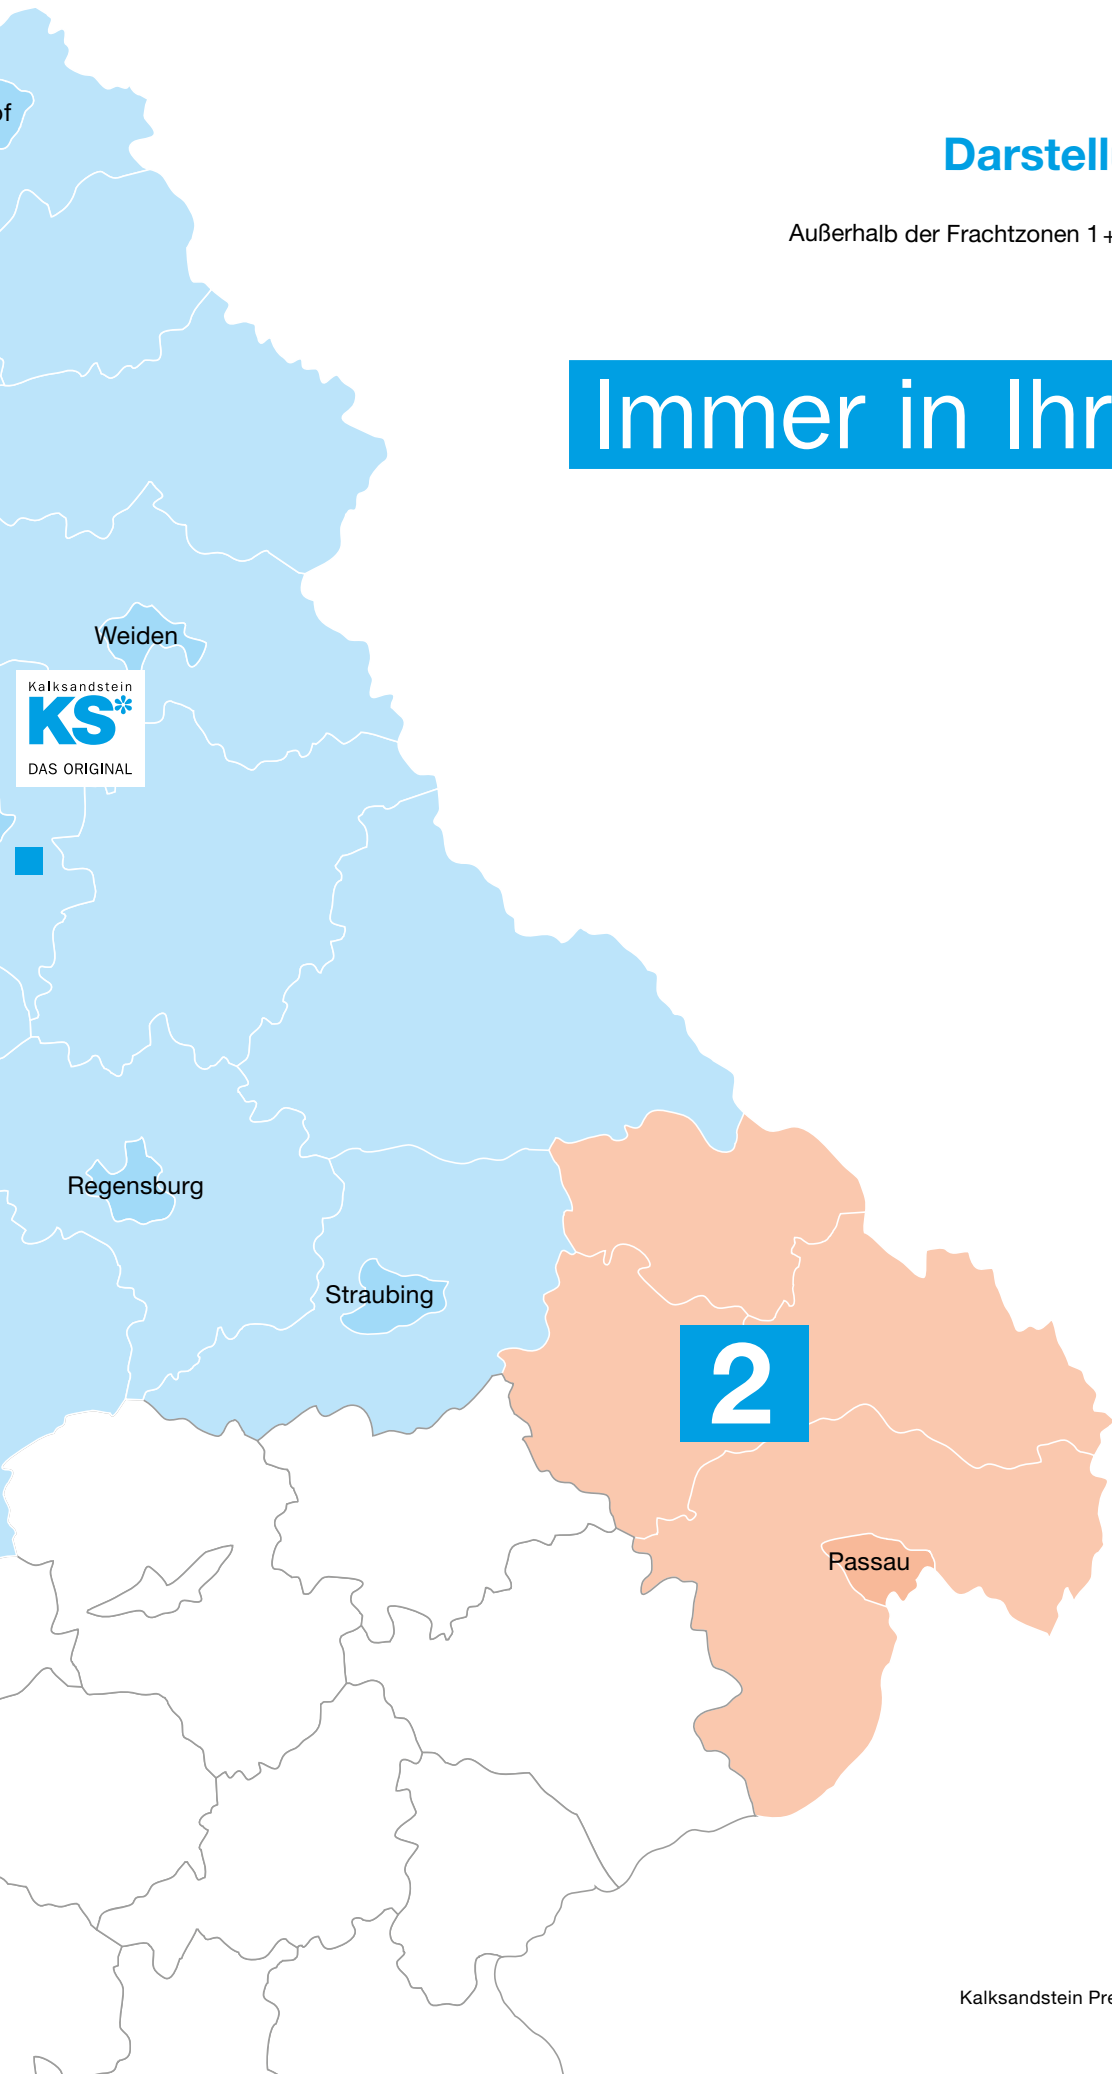 of
Darstell
Außerhalb der Frachtzonen 1 +
Immer in Ihr
Weiden
Kalksandstein
KS*
DAS ORIGINAL
Regensburg
Straubing
2
Passau
Kalksandstein Pre